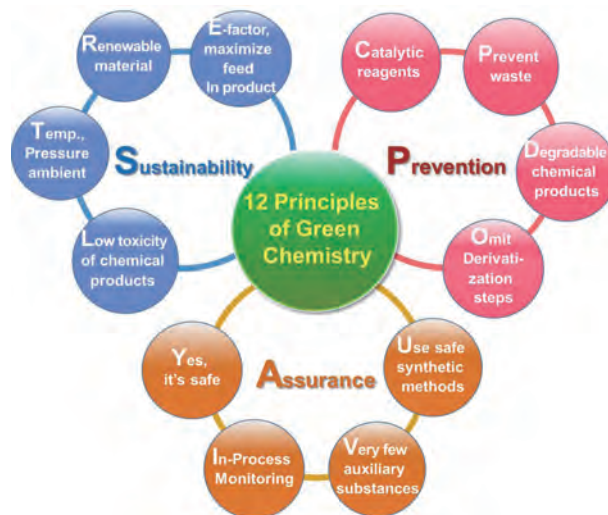 12 Principles
of Green
Chemistry
Sustainability
Renewable
material
E-factor,
maximize
feed
In product
Temp.,
Pressure
ambient
Low toxicity
of chemical
products
Prevention
Catalytic
reagents
Prevent
waste
Degradable
chemical
products
Omit
Derivati-
zation
steps
Assurance
Yes,
it's safe
Use safe
synthetic
methods
In-Process
Monitoring
Very few
auxiliary
substances